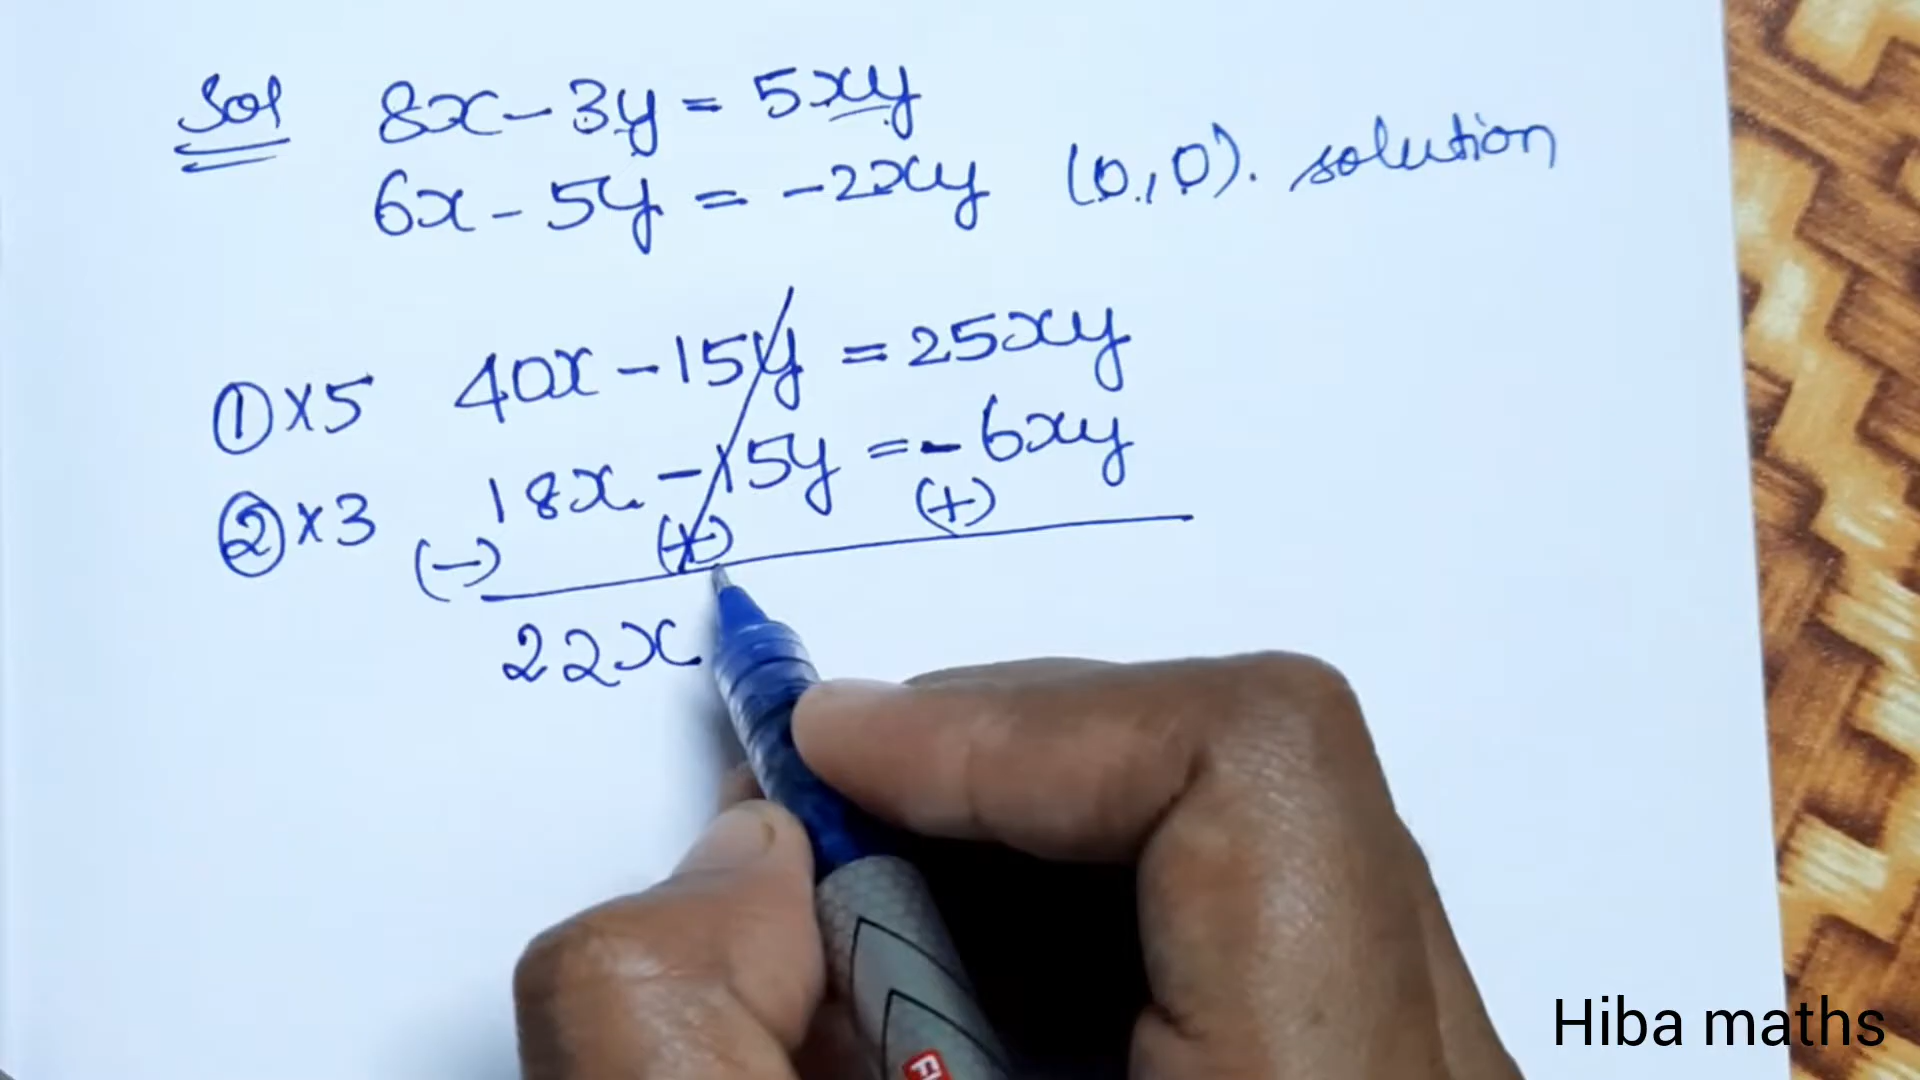 Sol 8x - 3y = 5xy
6x - 5y = -2xy (0,0). solution
① x 5 40x - 15y = 25xy
② x 3 18x - 15y = - 6xy
(-) (+) (+)
22x
Hiba maths